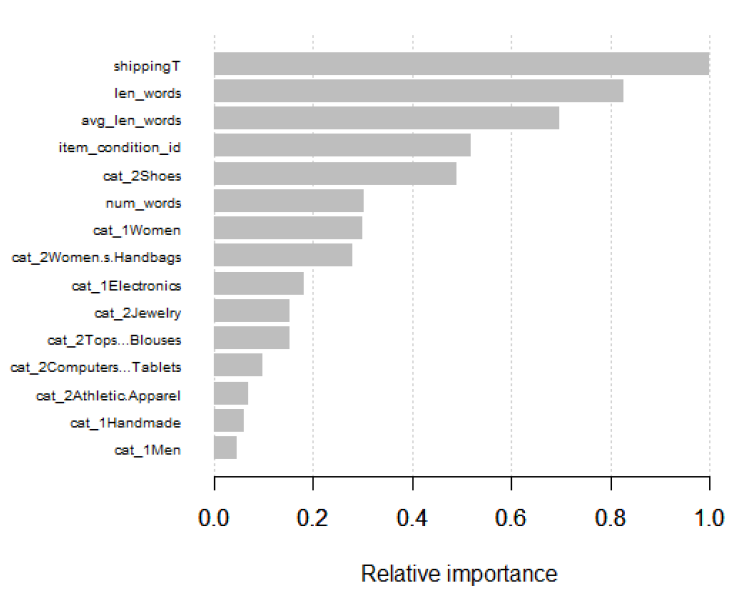 shippingT
len_words
avg_len_words
item_condition_id
cat_2Shoes
num_words
cat_1Women
cat_2Women.s.Handbags
cat_1Electronics
cat_2Jewelry
cat_2Tops...Blouses
cat_2Computers...Tablets
cat_2Athletic.Apparel
cat_1Handmade
cat_1Men
0.0 0.2 0.4 0.6 0.8 1.0
Relative importance